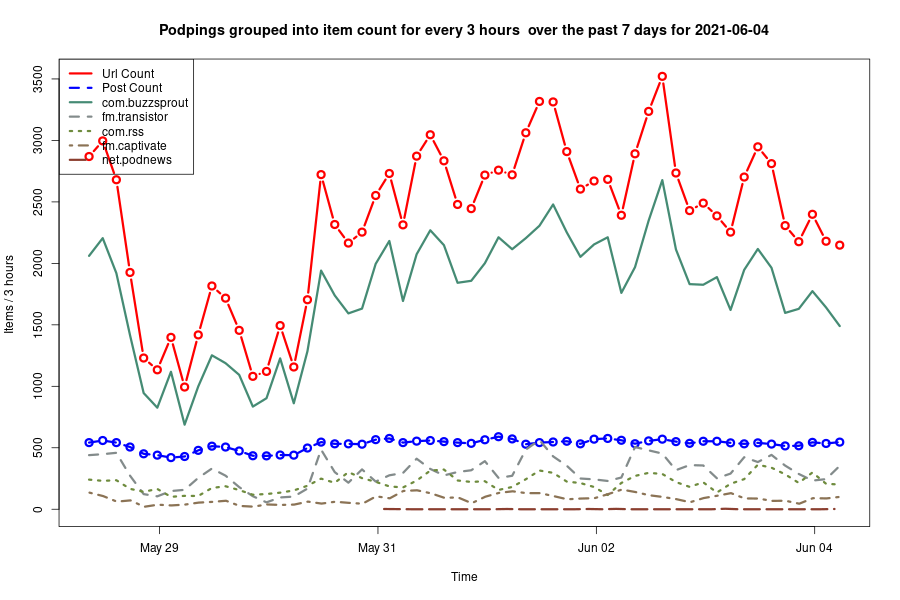 Podpings grouped into item count for every 3 hours  over the past 7 days for 2021-06-04
Url Count
Post Count
com.buzzsprout
fm.transistor
com.rss
fm.captivate
net.podnews
3500
3000
2500
2000
1500
1000
500
0
Items / 3 hours
May 29
May 31
Jun 02
Jun 04
Time